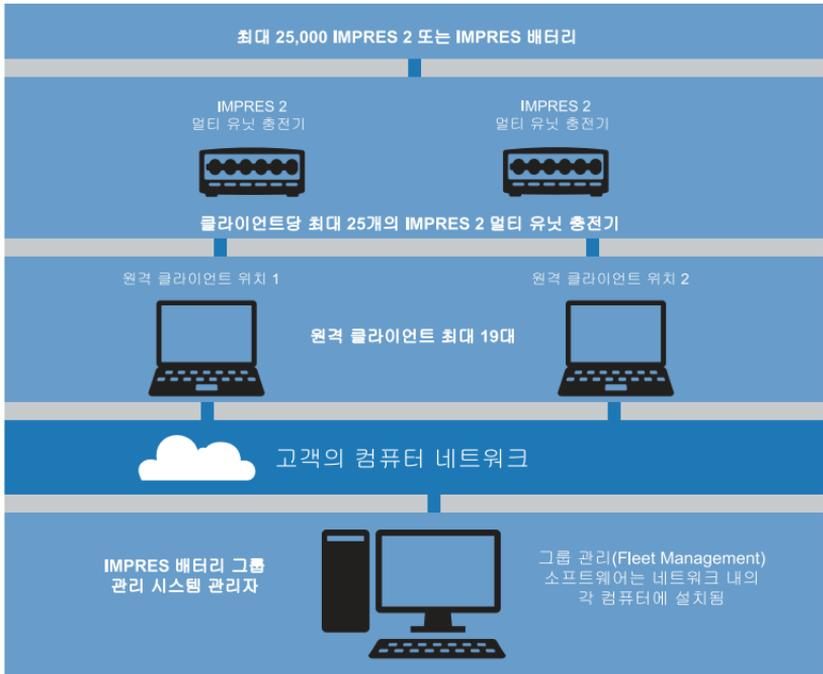 최대 25,000 IMPRES 2 또는 IMPRES 배터리
IMPRES 2
멀티 유닛 충전기
IMPRES 2
멀티 유닛 충전기
클라이언트당 최대 25개의 IMPRES 2 멀티 유닛 충전기
원격 클라이언트 위치 1
원격 클라이언트 위치 2
원격 클라이언트 최대 19대
고객의 컴퓨터 네트워크
IMPRES 배터리 그룹
관리 시스템 관리자
그룹 관리(Fleet Management)
소프트웨어는 네트워크 내의
각 컴퓨터에 설치됨